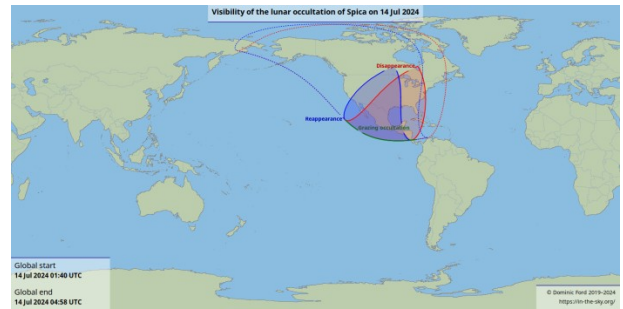 Visibility of the lunar occultation of Spica on 14 Jul 2024
Disappearance
Reappearance
Grazing occultation
Global start
14 Jul 2024 01:40 UTC
Global end
14 Jul 2024 04:58 UTC
© Dominic Ford 2019–2024
https://in-the-sky.org/